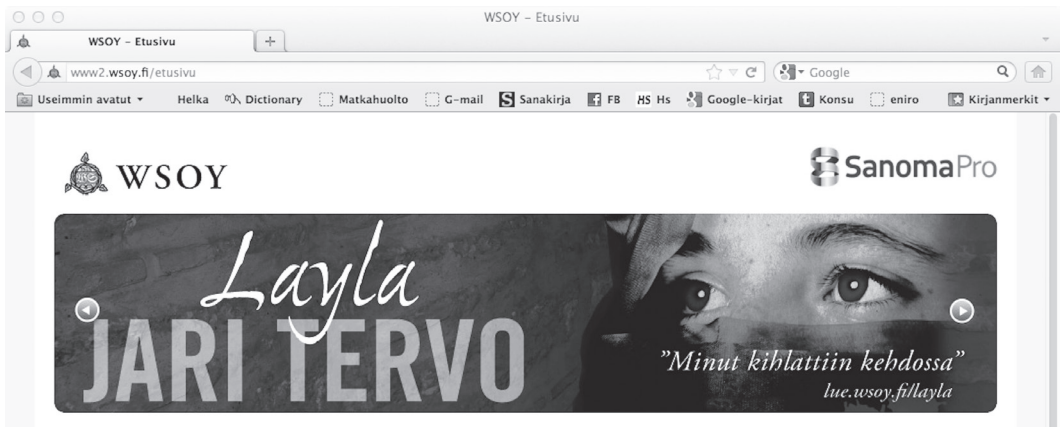 WSOY – Etusivu
WSOY – Etusivu
www2.wsoy.fi/etusivu Google
Useimmin avatut Helka Dictionary Matkahuolto G-mail S Sanakirja FB HS Hs Google-kirjat t Konsu eniro Kirjanmerkit
WSOY SanomaPro
Layla
JARI TERVO
”Minut kihlattiin kehdossa”
lue.wsoy.fi/layla